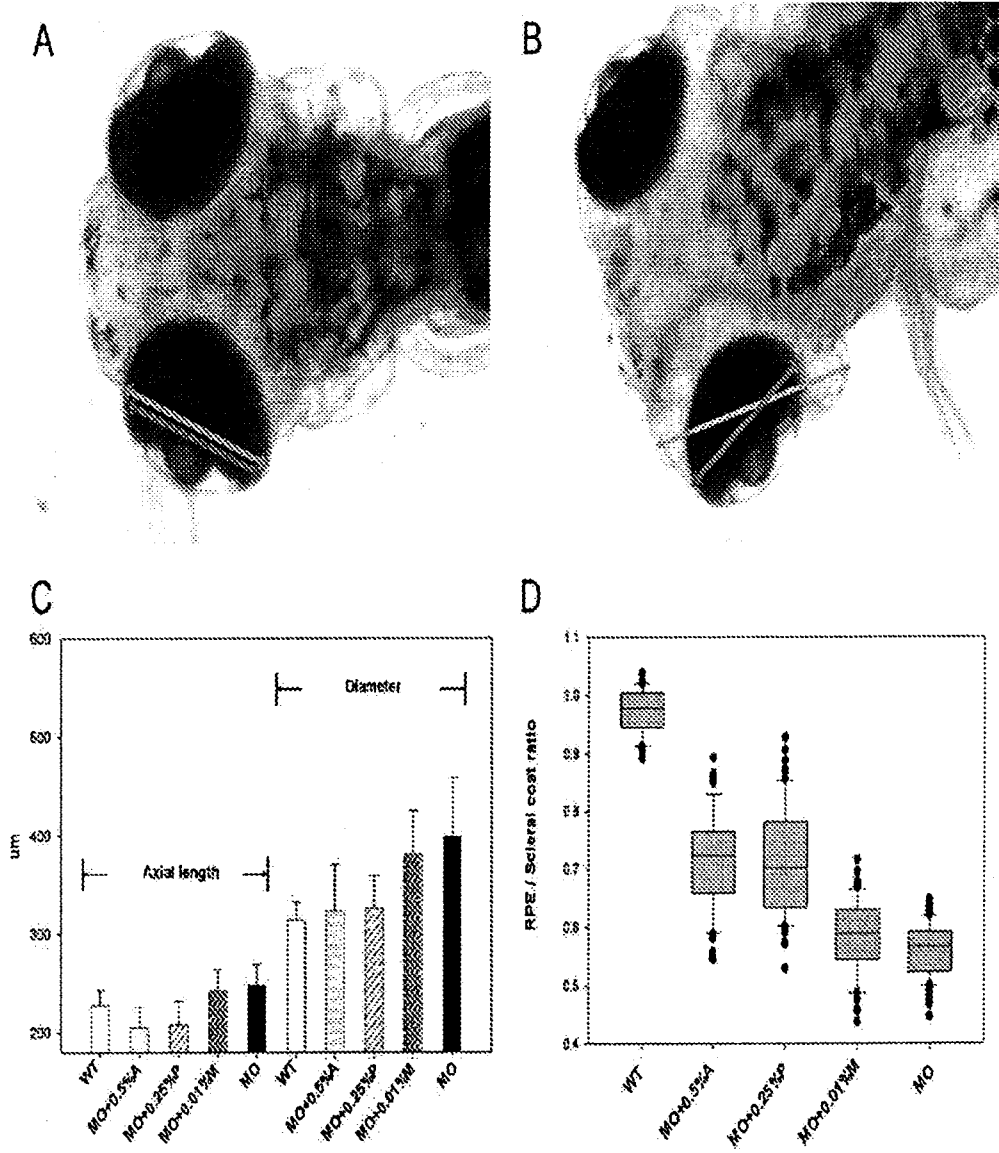 A
B
C
D
600
500
400
300
200
um
Axial length
Diameter
WT
MO+0.5%A
MO+0.25%P
MO+0.01%M
MO
WT
MO+0.5%A
MO+0.25%P
MO+0.01%M
MO
1.1
1.0
0.9
0.8
0.7
0.6
0.5
0.4
RPE / Scleral coat ratio
WT
MO+0.5%A
MO+0.25%P
MO+0.01%M
MO